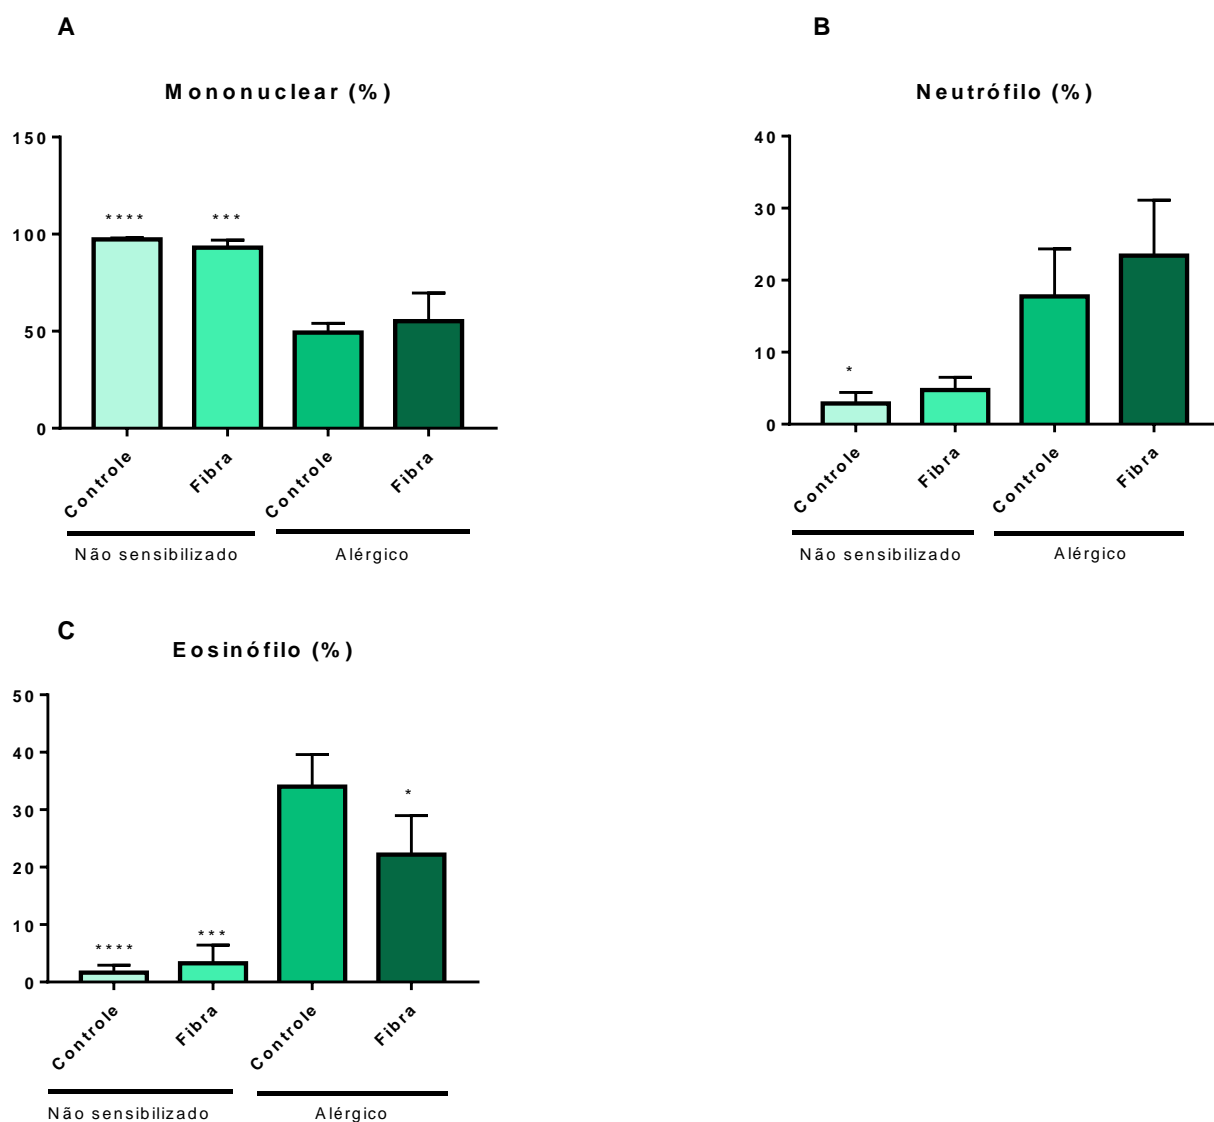 A
Mononuclear (%)
150
100
50
0
****
***
Controle
Fibra
Controle
Fibra
Não sensibilizado
Alérgico
B
Neutrófilo (%)
40
30
20
10
0
*
Controle
Fibra
Controle
Fibra
Não sensibilizado
Alérgico
C
Eosinófilo (%)
50
40
30
20
10
0
****
***
*
Controle
Fibra
Controle
Fibra
Não sensibilizado
Alérgico